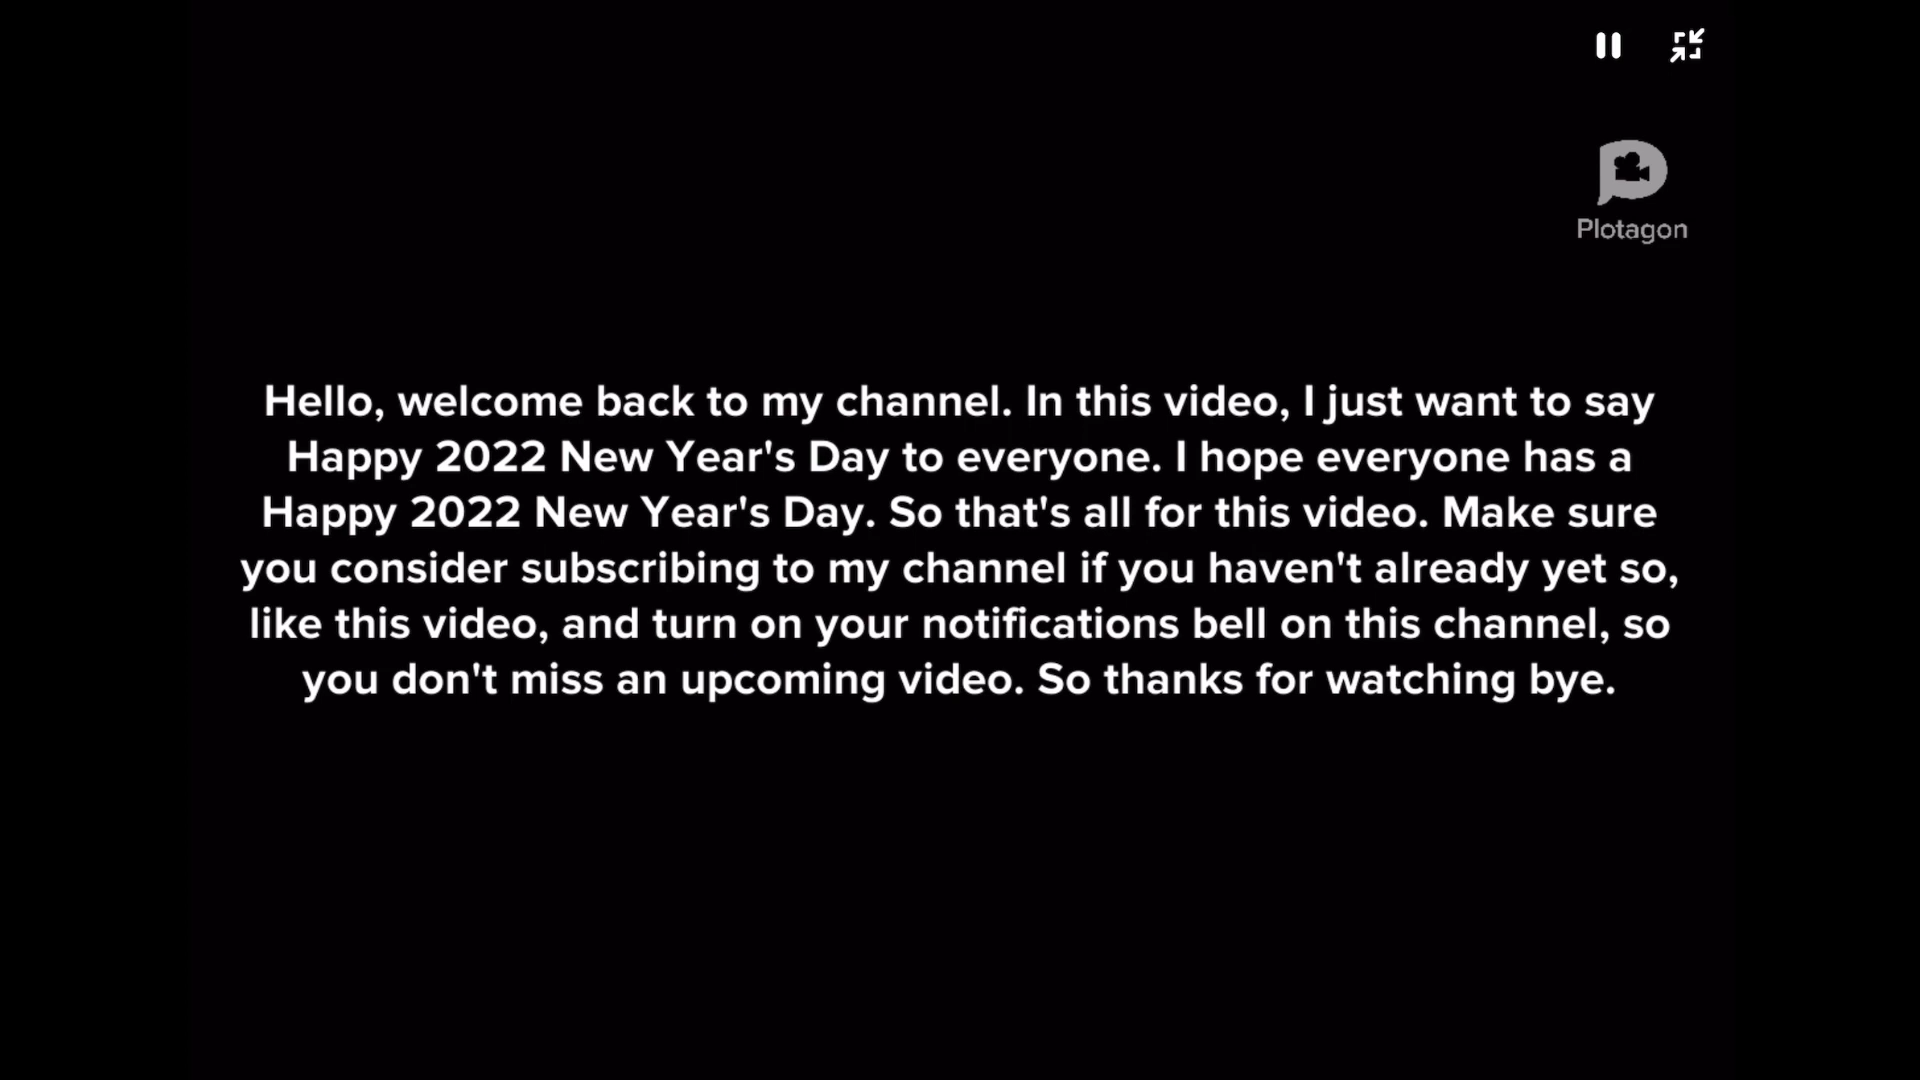 Plotagon
Hello, welcome back to my channel. In this video, I just want to say
Happy 2022 New Year's Day to everyone. I hope everyone has a
Happy 2022 New Year's Day. So that's all for this video. Make sure
you consider subscribing to my channel if you haven't already yet so,
like this video, and turn on your notifications bell on this channel, so
you don't miss an upcoming video. So thanks for watching bye.